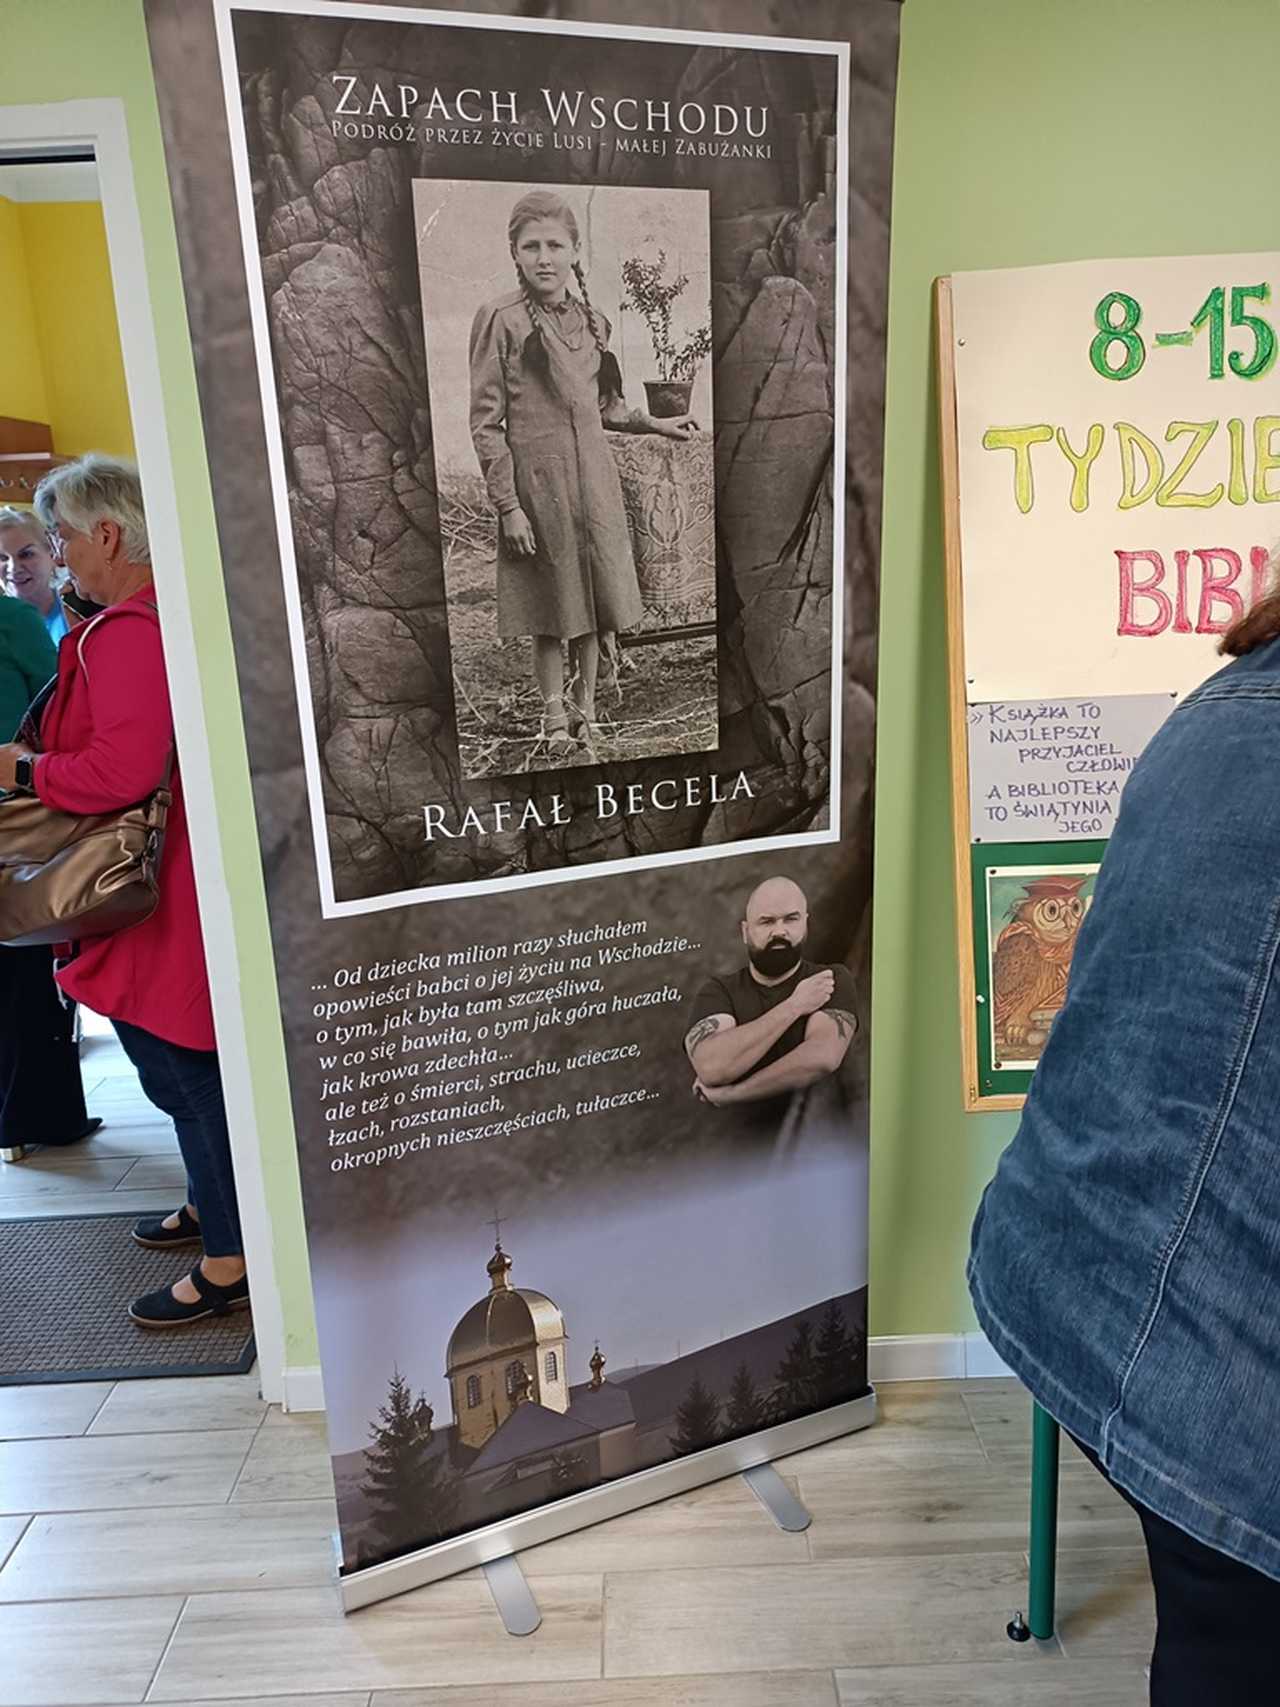 ZAPACH WSCHODU
PODRÓŻ PRZEZ ŻYCIE LUSI - MAŁEJ ZABUŻANKI
RAFAŁ BECELA
... Od dziecka milion razy słuchałem
opowieści babci o jej życiu na Wschodzie...
o tym, jak była tam szczęśliwa,
w co się bawiła, o tym jak góra huczała,
jak krowa zdechła...
ale też o śmierci, strachu, ucieczce,
łzach, rozstaniach,
okropnych nieszczęściach, tułaczce...
8-15
TYDZIE
BIBL
» KSIĄŻKA TO
NAJLEPSZY
PRZYJACIEL
CZŁOWI
A BIBLIOTEKA
TO ŚWIĄTYNIA
JEGO